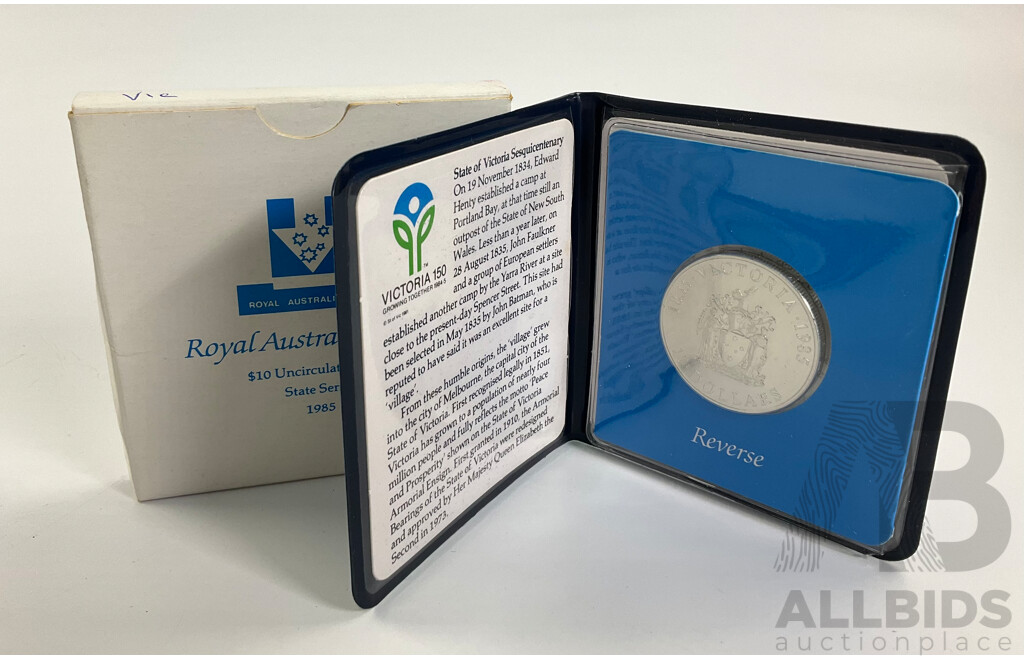 Vic
ROYAL AUSTRALI
Royal Austra
$10 Uncirculat
State Ser
1985
VICTORIA 150
GROWING TOGETHER 1984-5
TM
State of Victoria Sesquicentenary
On 19 November 1834, Edward
Henty established a camp at
Portland Bay, at that time still an
outpost of the State of New South
Wales. Less than a year later, on
28 August 1835, John Faulkner
and a group of European settlers
established another camp by the Yarra River at a site
close to the present-day Spencer Street. This site had
been selected in May 1835 by John Batman, who is
reputed to have said it was an excellent site for a
'village'.
From these humble origins, the 'village' grew
into the city of Melbourne, the capital city of the
State of Victoria. First recognised legally in 1851,
Victoria has grown to a population of nearly four
million people and fully reflects the motto 'Peace
and Prosperity' shown on the State of Victoria
Armorial Ensign. First granted in 1910, the Armorial
Bearings of the State of Victoria were redesigned
and approved by Her Majesty Queen Elizabeth the
Second in 1973.
VICTORIA 1985
DOLLARS
Reverse
AB
ALLBIDS
auctionplace